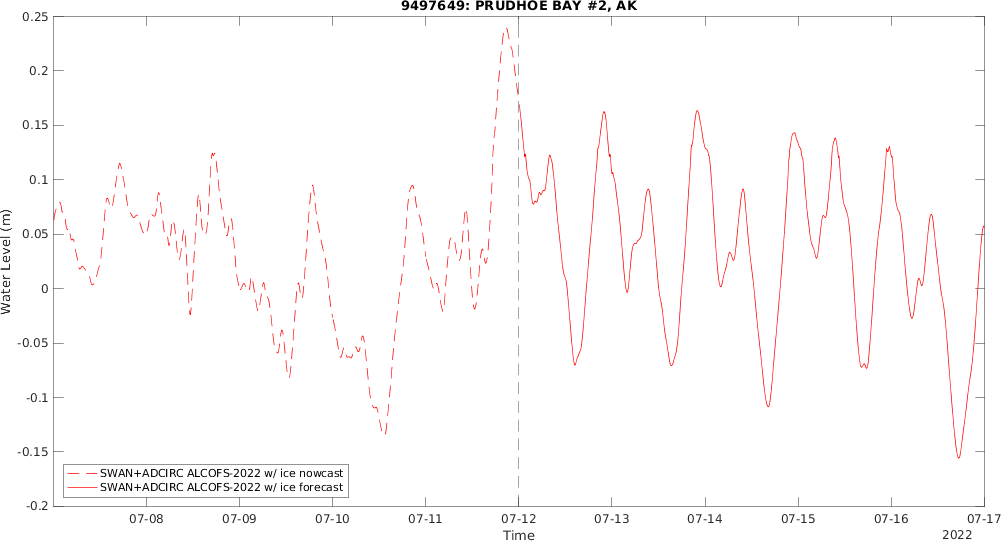 9497649: PRUDHOE BAY #2, AK
Water Level (m)
0.25
0.2
0.15
0.1
0.05
0
-0.05
-0.1
-0.15
-0.2
SWAN+ADCIRC ALCOFS-2022 w/ ice nowcast
SWAN+ADCIRC ALCOFS-2022 w/ ice forecast
07-08 07-09 07-10 07-11 07-12 07-13 07-14 07-15 07-16 07-17
Time
2022